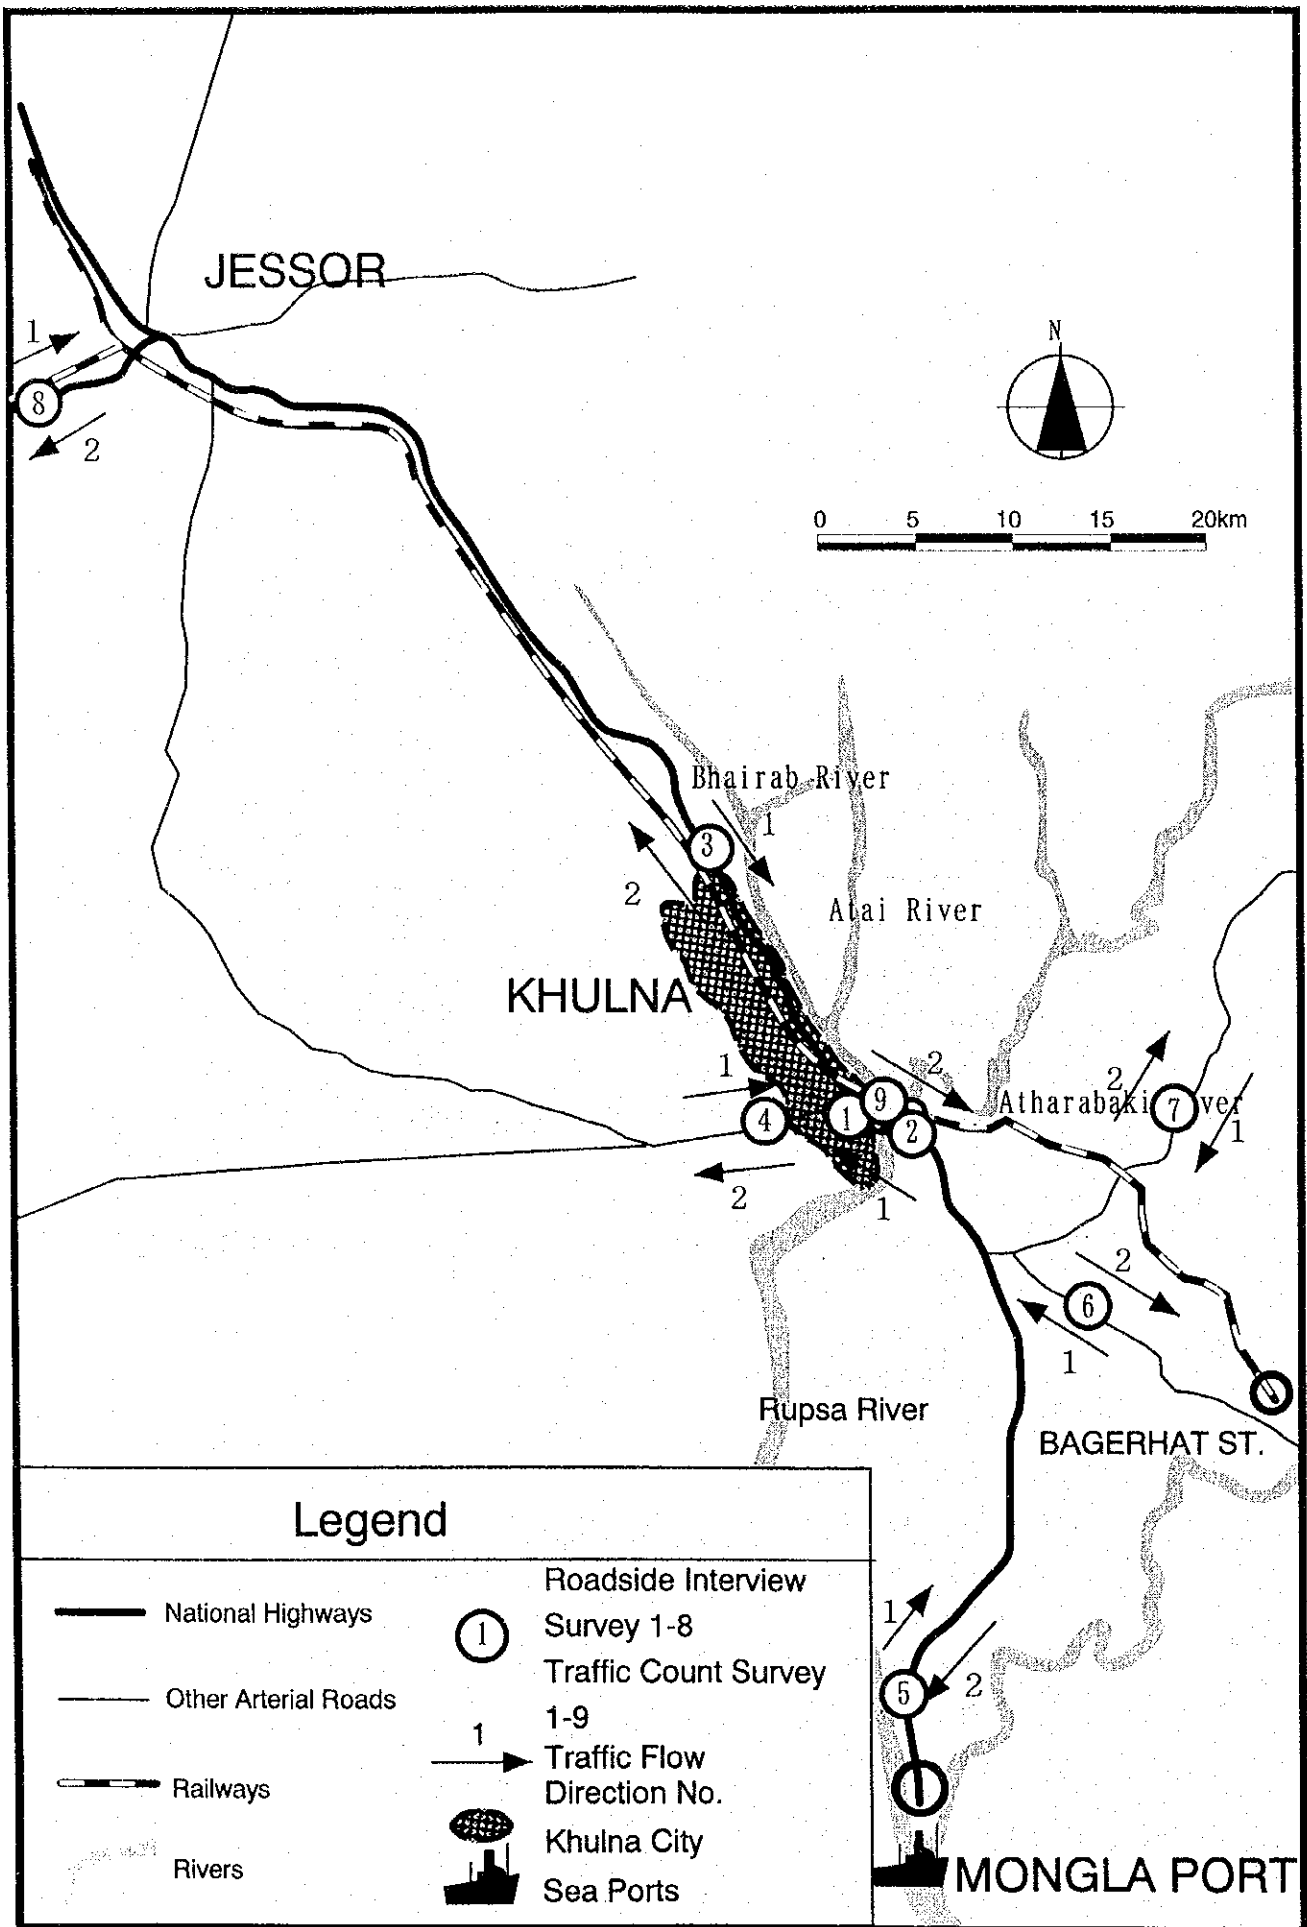 JESSOR
1
8
2
N
0 5 10 15 20km
Bhairab River
1
3
2
Atai River
KHULNA
1
2
9
2
4
1
2
Atharabaki
7
ver
1
2
1
2
6
1
Rupsa River
BAGERHAT ST.
Legend
National Highways
Other Arterial Roads
Railways
Rivers
1
Roadside Interview
Survey 1-8
Traffic Count Survey
1-9
1
Traffic Flow
Direction No.
Khulna City
Sea Ports
1
5
2
MONGLA PORT